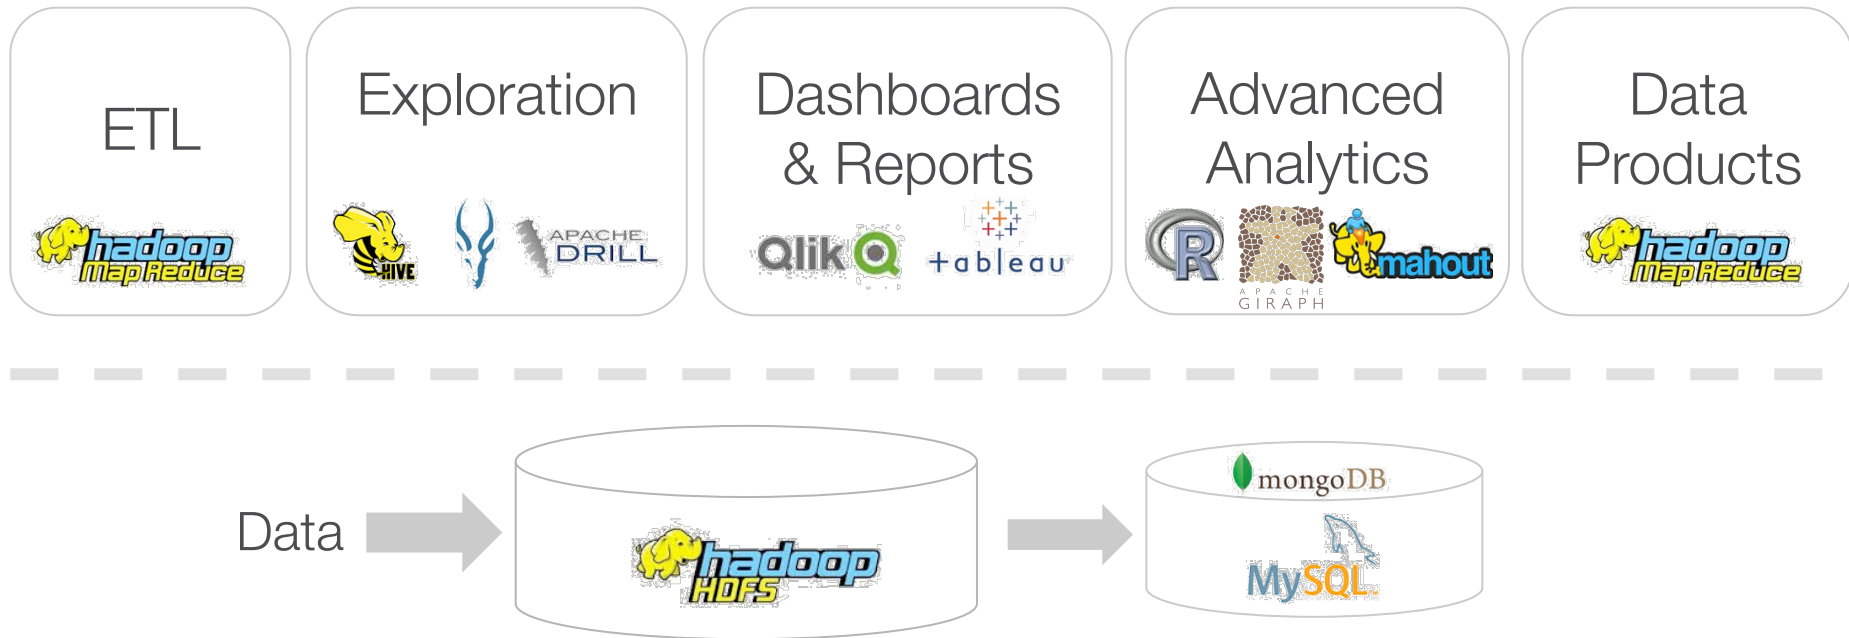 ETL
hadoop
MapReduce
Exploration
HIVE
APACHE
DRILL
Dashboards
& Reports
Qlik Q
+ableau
Advanced
Analytics
R
APACHE
GIRAPH
mahout
Data
Products
hadoop
MapReduce
Data
hadoop
HDFS
mongoDB
MySQL